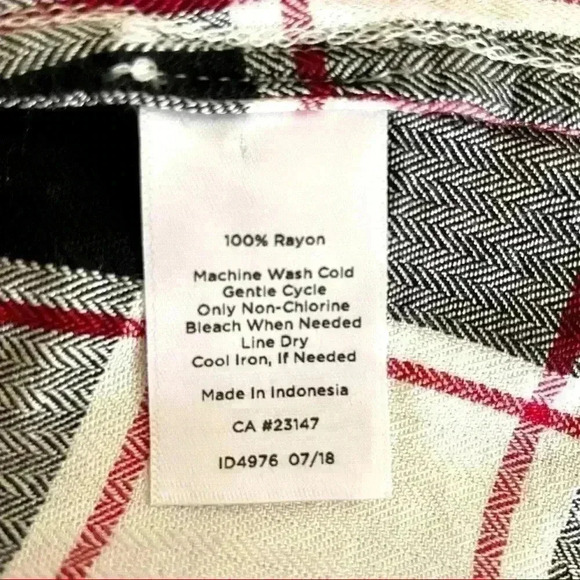 100% Rayon
Machine Wash Cold
Gentle Cycle
Only Non-Chlorine
Bleach When Needed
Line Dry
Cool Iron, If Needed
Made In Indonesia
CA #23147
ID4976 07/18